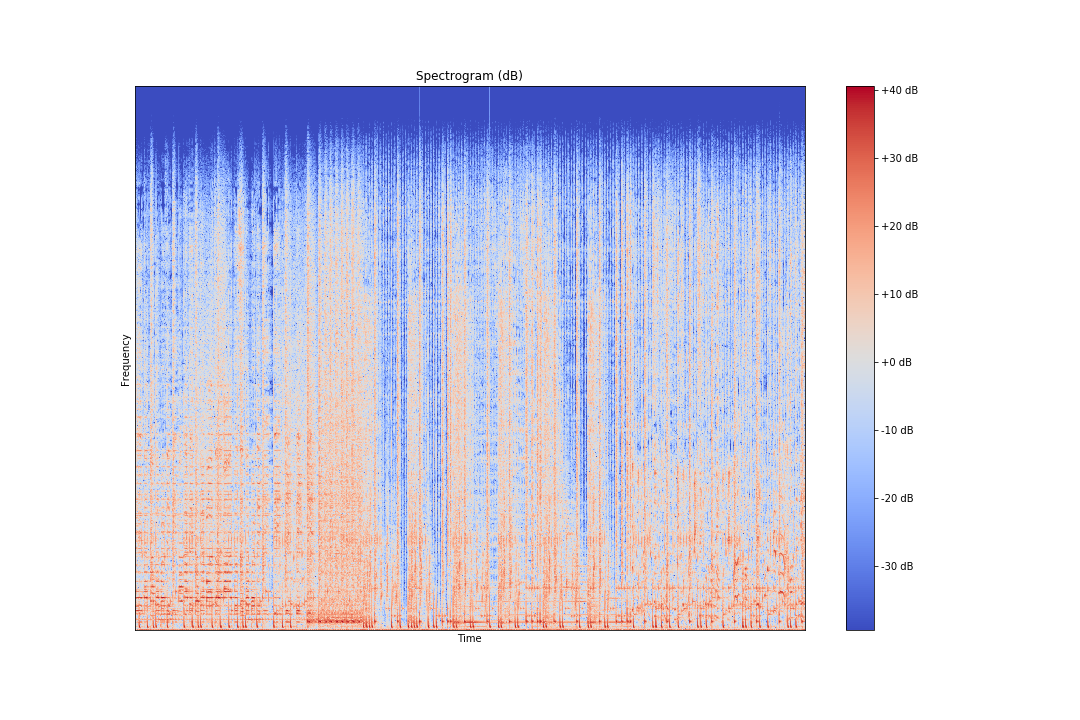 Spectrogram (dB)
Frequency
Time
+40 dB
+30 dB
+20 dB
+10 dB
+0 dB
-10 dB
-20 dB
-30 dB